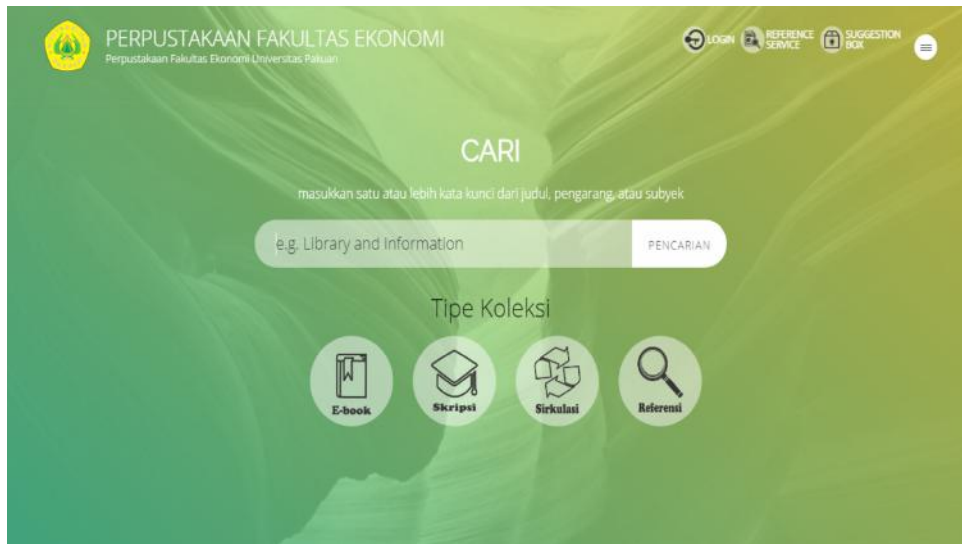 PERPUSTAKAAN FAKULTAS EKONOMI
Perpustakaan Fakultas Ekonomi Universitas Pakuan
LOGIN
REFERENCE
SERVICE
SUGGESTION
BOX
CARI
masukkan satu atau lebih kata kunci dari judul, pengarang, atau subyek
e.g. Library and Information
PENCARIAN
Tipe Koleksi
E-book
Skripsi
Sirkulasi
Referensi